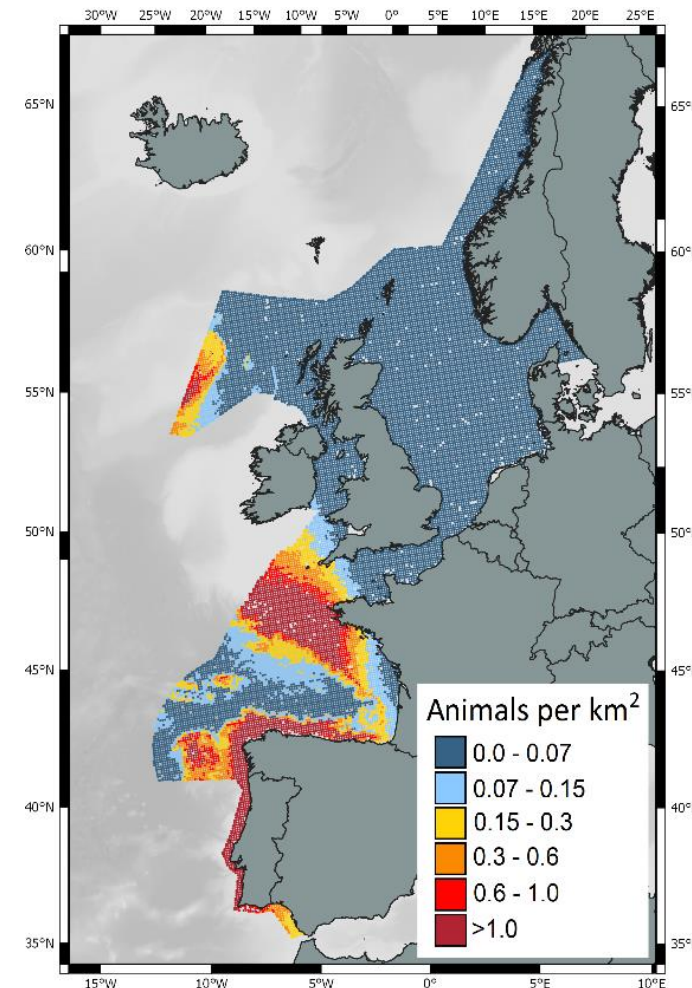 30°W 25°W 20°W 15°W 10°W 5°W 0° 5°E 10°E 15°E 20°E 25°E
65°N 65°
60°N 60°
55°N 55°
50°N 50°
45°N 45°
Animals per km²
0.0 - 0.07
0.07 - 0.15
40°N 40°
0.15 - 0.3
0.3 - 0.6
0.6 - 1.0
>1.0
35°N 35°
15°W 10°W 5°W 0° 5°E 10°E